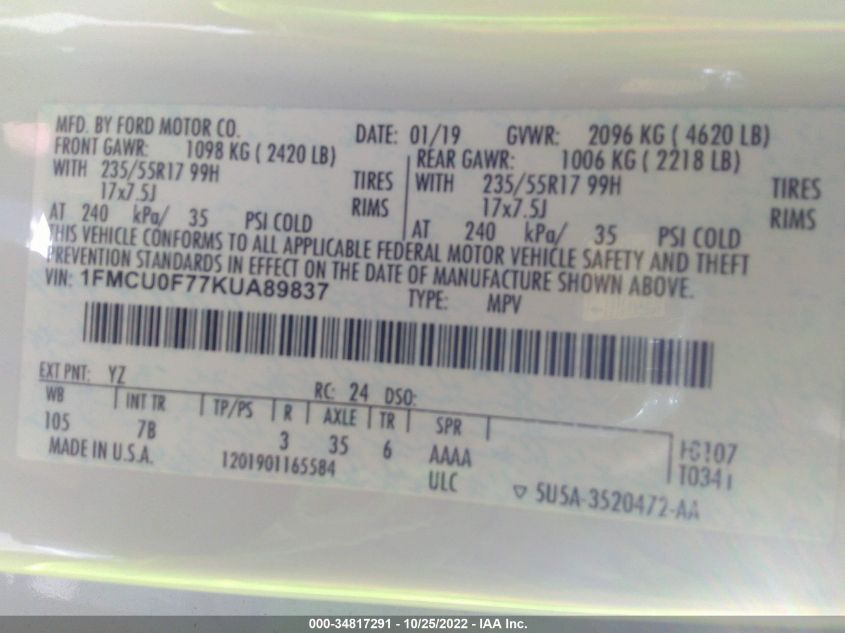 MFD. BY FORD MOTOR CO.
DATE: 01/19 GVWR: 2096 KG ( 4620 LB)
FRONT GAWR: 1098 KG ( 2420 LB)
REAR GAWR: 1006 KG ( 2218 LB)
WITH 235/55R17 99H TIRES
WITH 235/55R17 99H TIRES
17x7.5J RIMS
17x7.5J RIMS
AT 240 kPa/ 35 PSI COLD
AT 240 kPa/ 35 PSI COLD
THIS VEHICLE CONFORMS TO ALL APPLICABLE FEDERAL MOTOR VEHICLE SAFETY AND THEFT
PREVENTION STANDARDS IN EFFECT ON THE DATE OF MANUFACTURE SHOWN ABOVE.
VIN: 1FMCU0F77KUA89837
TYPE: MPV
EXT PNT: YZ RC: 24 DSO:
WB INT TR TP/PS R AXLE TR SPR
105 7B 3 35 6 AAAA
MADE IN U.S.A. 1201901165584 ULC
▽ 5U5A-3520472-AA
000-34817291 - 10/25/2022 - IAA Inc.